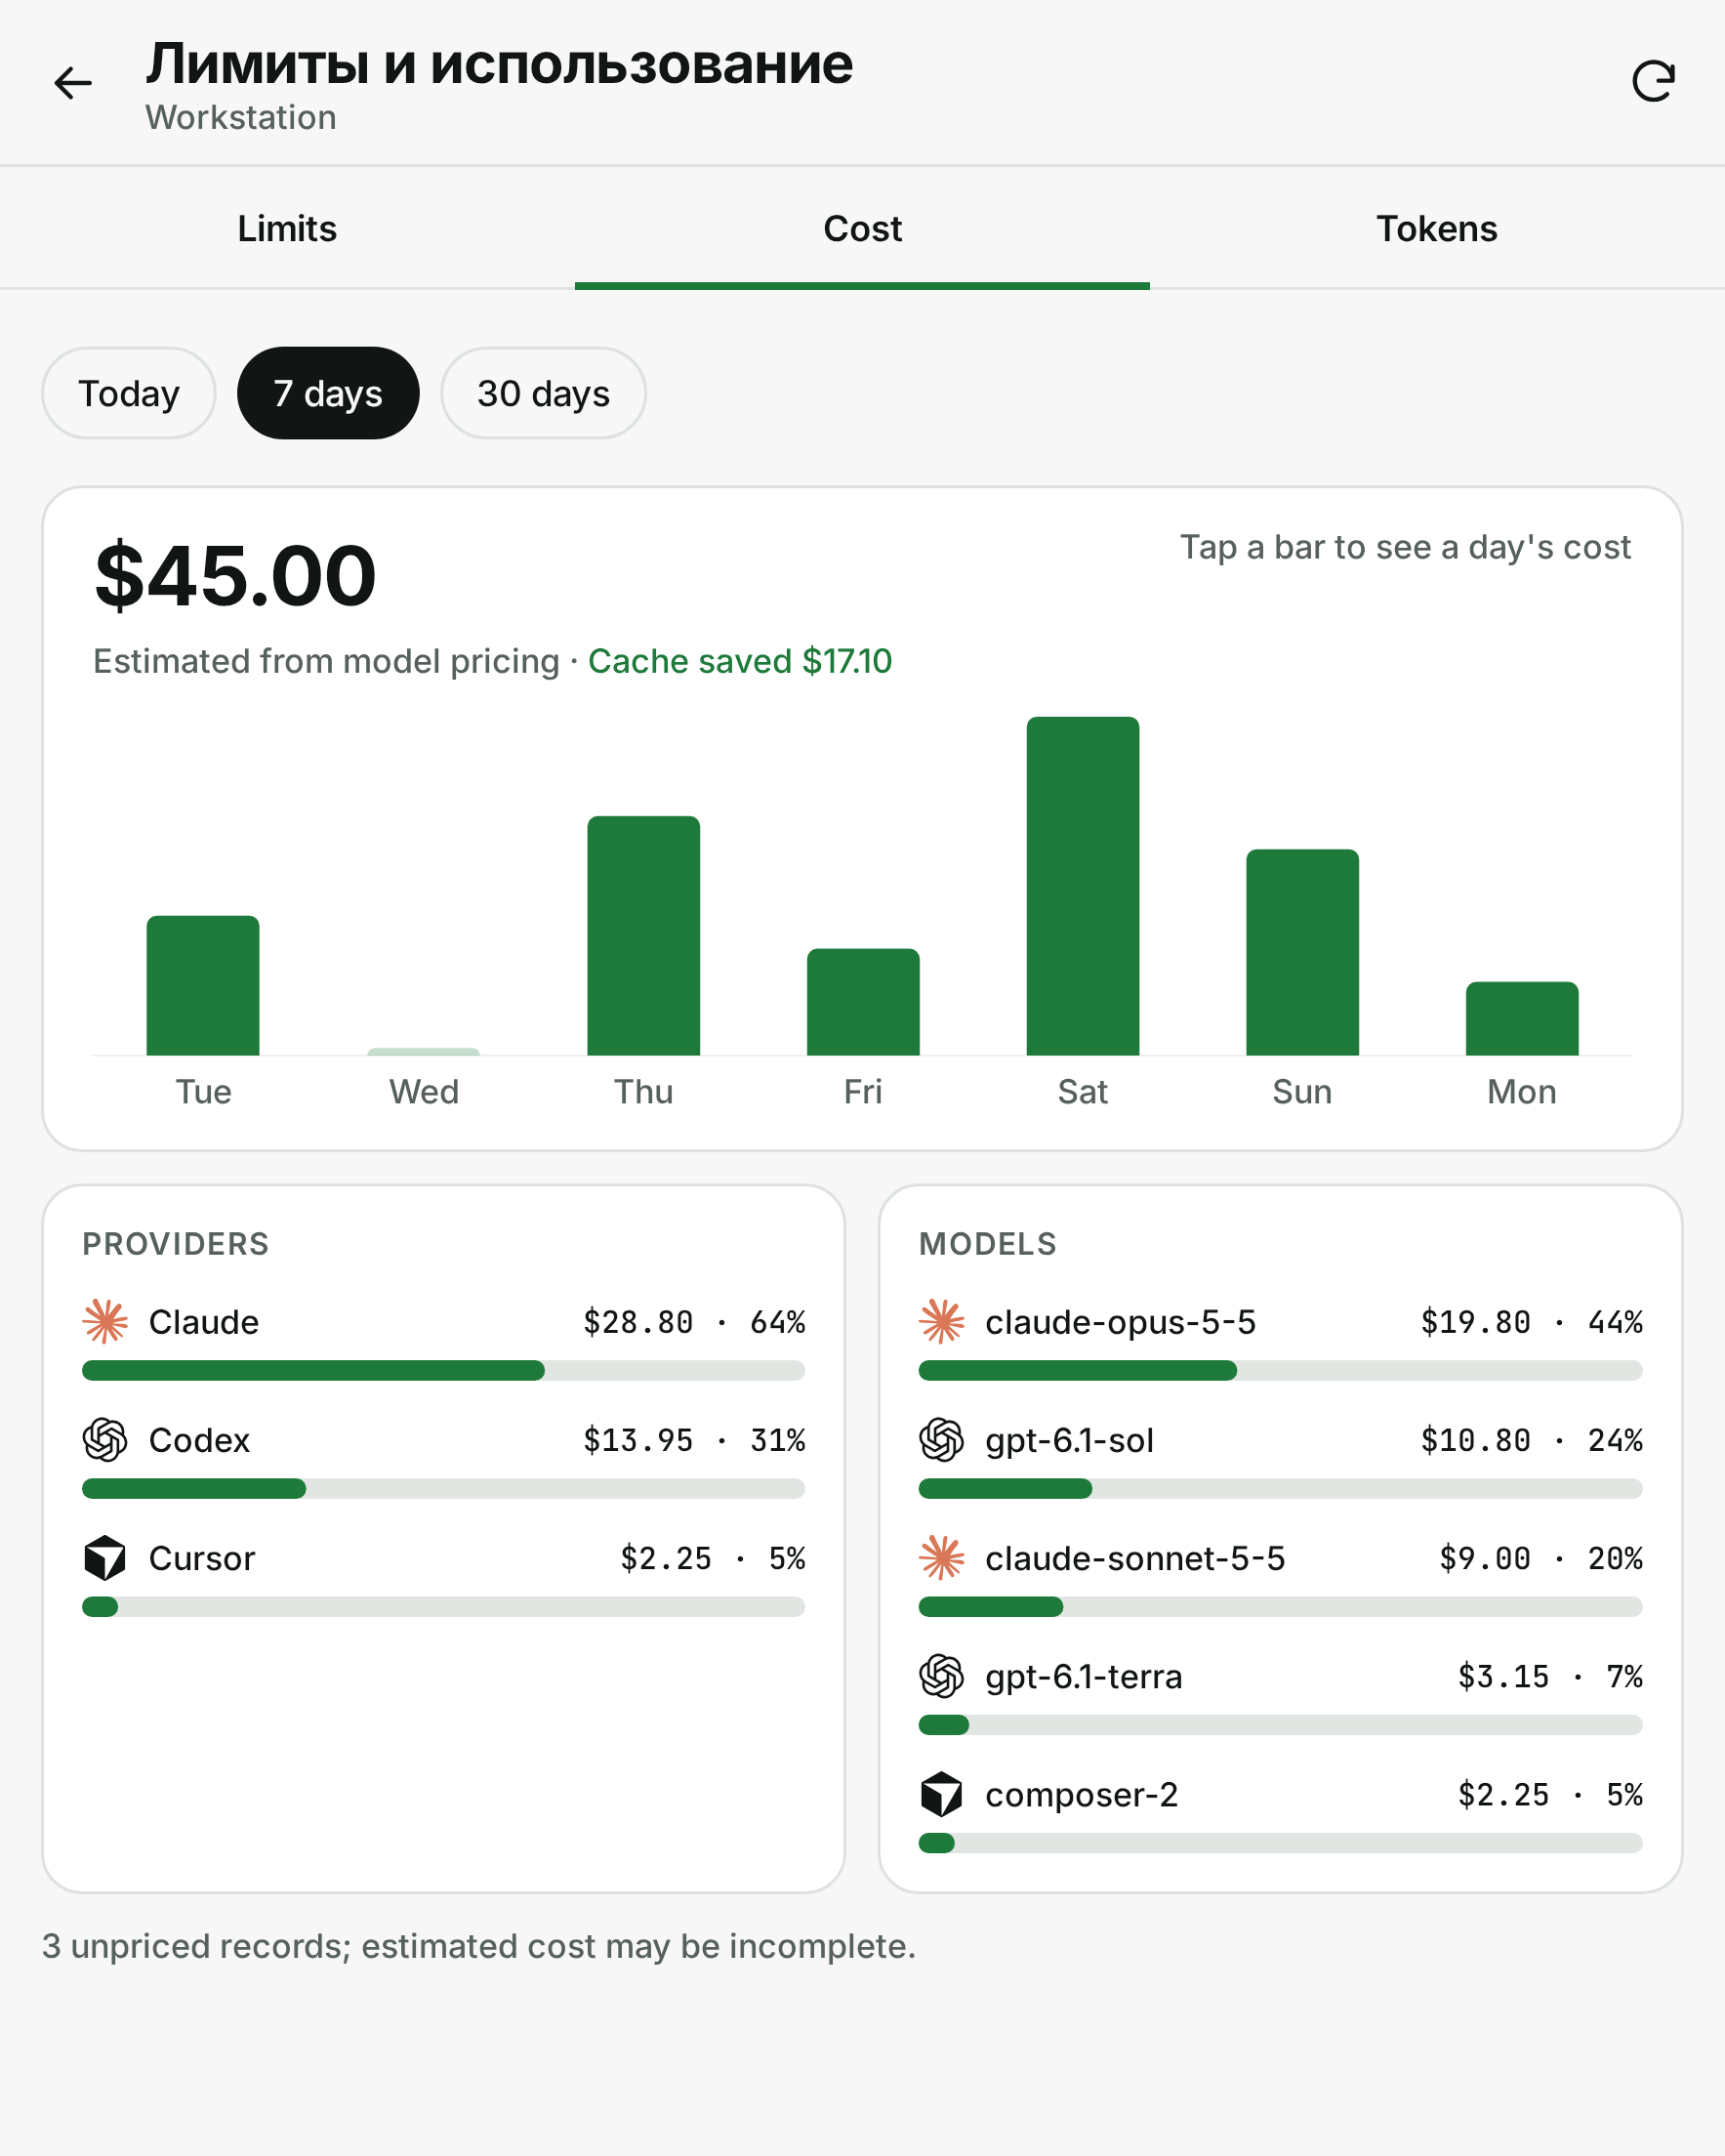 Лимиты и использование
Workstation
Limits
Cost
Tokens
Today
7 days
30 days
$45.00
Tap a bar to see a day's cost
Estimated from model pricing · Cache saved $17.10
Tue
Wed
Thu
Fri
Sat
Sun
Mon
PROVIDERS
Claude
$28.80 · 64%
Codex
$13.95 · 31%
Cursor
$2.25 · 5%
MODELS
claude-opus-5-5
$19.80 · 44%
gpt-6.1-sol
$10.80 · 24%
claude-sonnet-5-5
$9.00 · 20%
gpt-6.1-terra
$3.15 · 7%
composer-2
$2.25 · 5%
3 unpriced records; estimated cost may be incomplete.